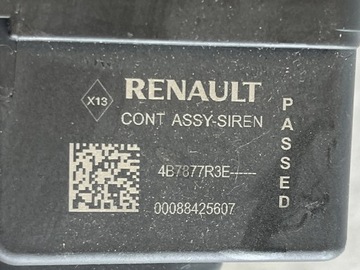 X13
RENAULT
CONT ASSY-SIREN
4B7877R3E------
00088425607
PASSED